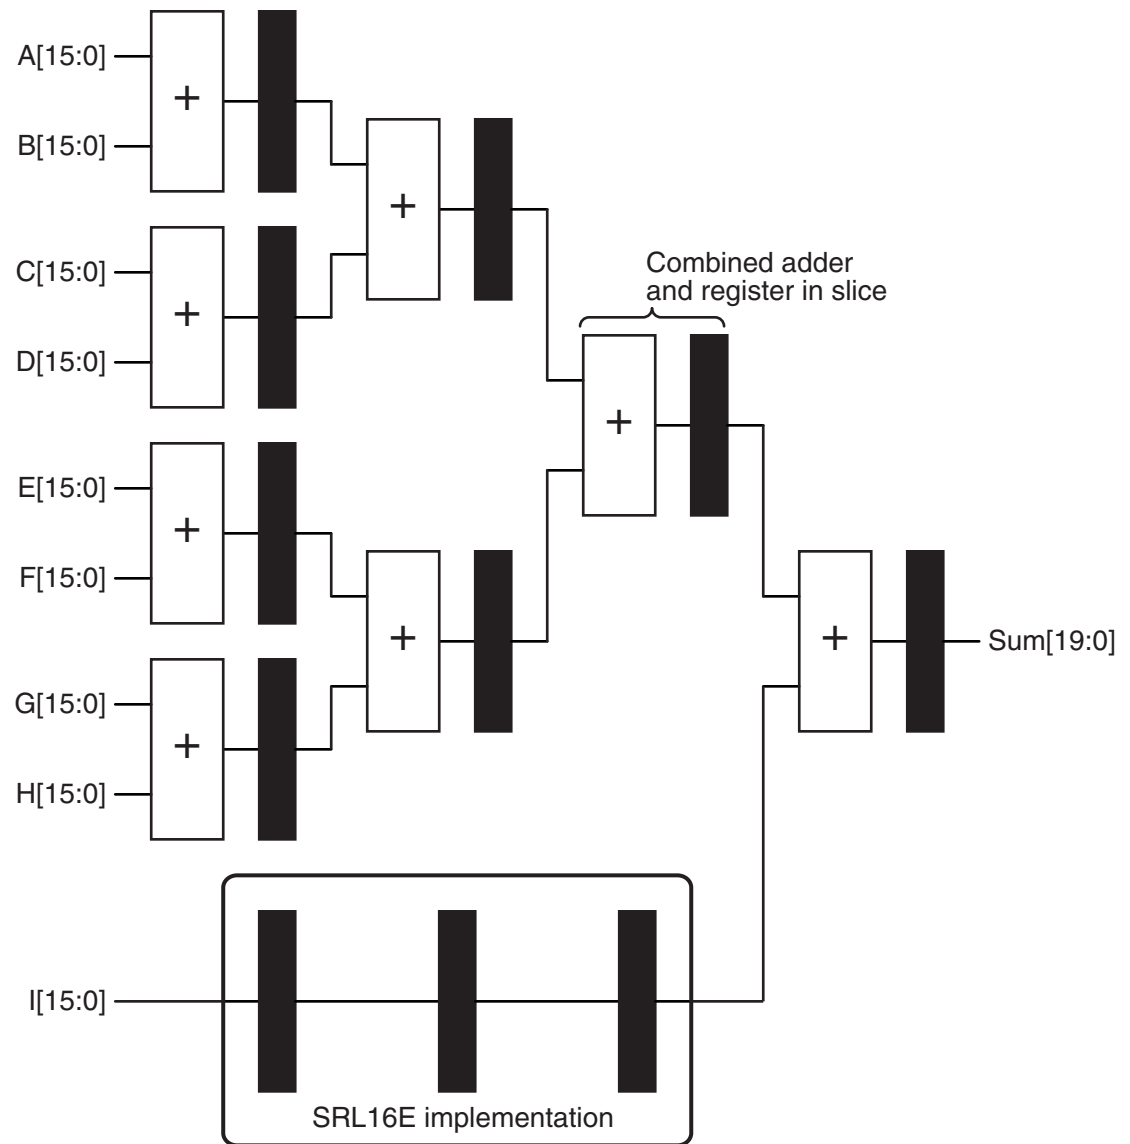 A[15:0]
+
B[15:0]
+
C[15:0]
Combined adder
and register in slice
+
D[15:0]
+
E[15:0]
+
F[15:0]
+
+
Sum[19:0]
G[15:0]
+
H[15:0]
I[15:0]
SRL16E implementation